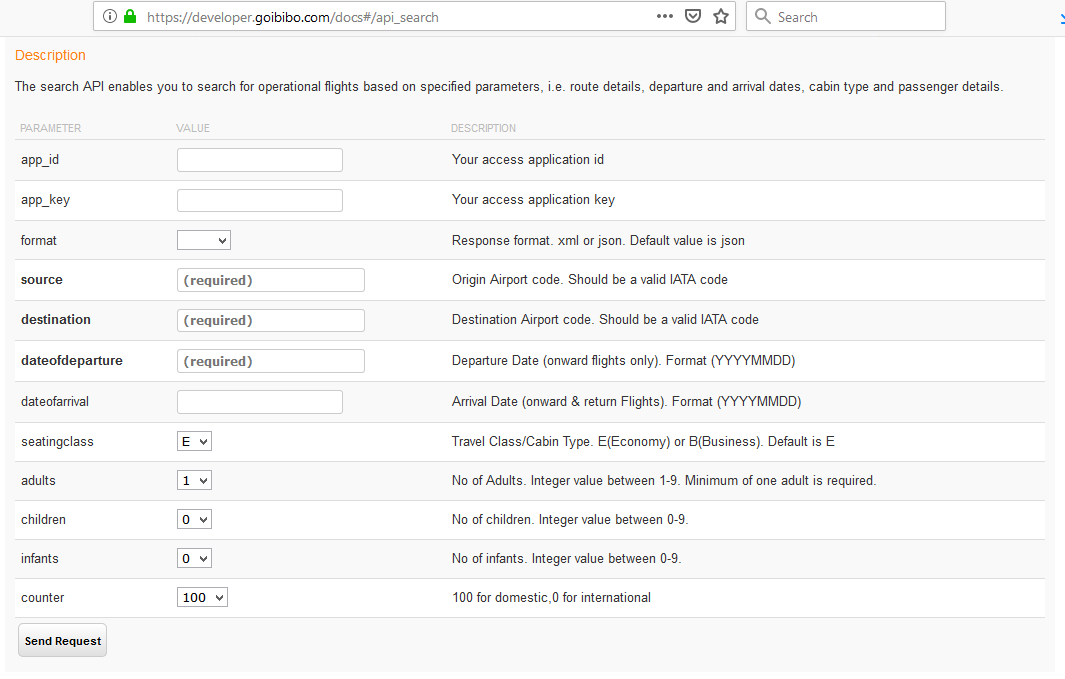 https://developer.goibibo.com/docs#/api_search
Search
Description
The search API enables you to search for operational flights based on specified parameters, i.e. route details, departure and arrival dates, cabin type and passenger details.
PARAMETER VALUE DESCRIPTION
app_id Your access application id
app_key Your access application key
format Response format. xml or json. Default value is json
source (required) Origin Airport code. Should be a valid IATA code
destination (required) Destination Airport code. Should be a valid IATA code
dateofdeparture (required) Departure Date (onward flights only). Format (YYYYMMDD)
dateofarrival Arrival Date (onward & return Flights). Format (YYYYMMDD)
seatingclass E Travel Class/Cabin Type. E(Economy) or B(Business). Default is E
adults 1 No of Adults. Integer value between 1-9. Minimum of one adult is required.
children 0 No of children. Integer value between 0-9.
infants 0 No of infants. Integer value between 0-9.
counter 100 100 for domestic,0 for international
Send Request